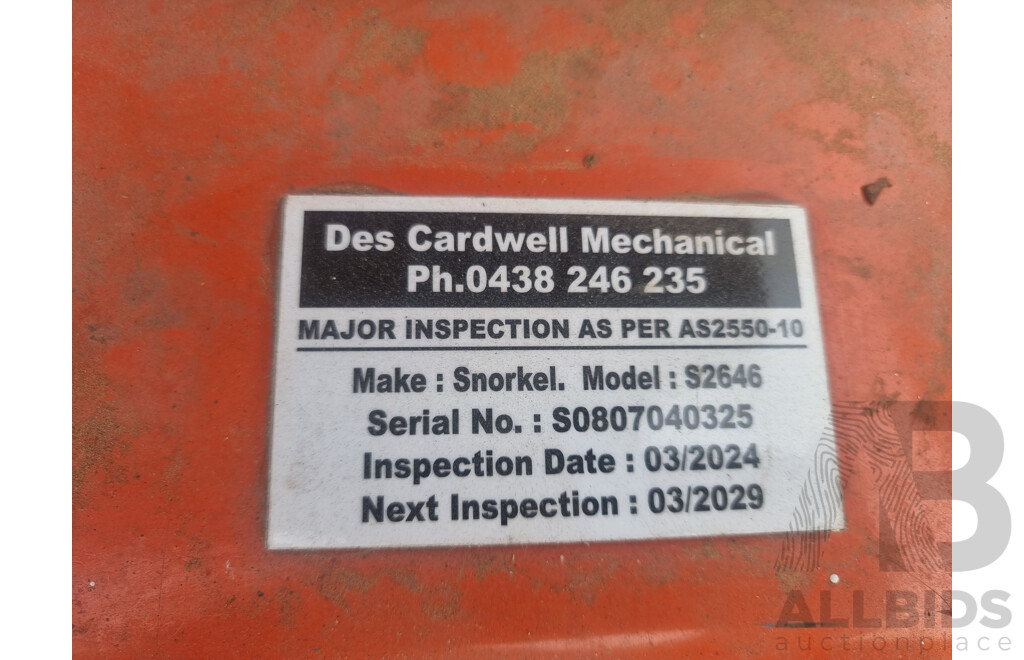 Des Cardwell Mechanical
Ph.0438 246 235
MAJOR INSPECTION AS PER AS2550-10
Make : Snorkel. Model : S2646
Serial No. : S0807040325
Inspection Date : 03/2024
Next Inspection : 03/2029
AB
ALLBIDS
auctionplace